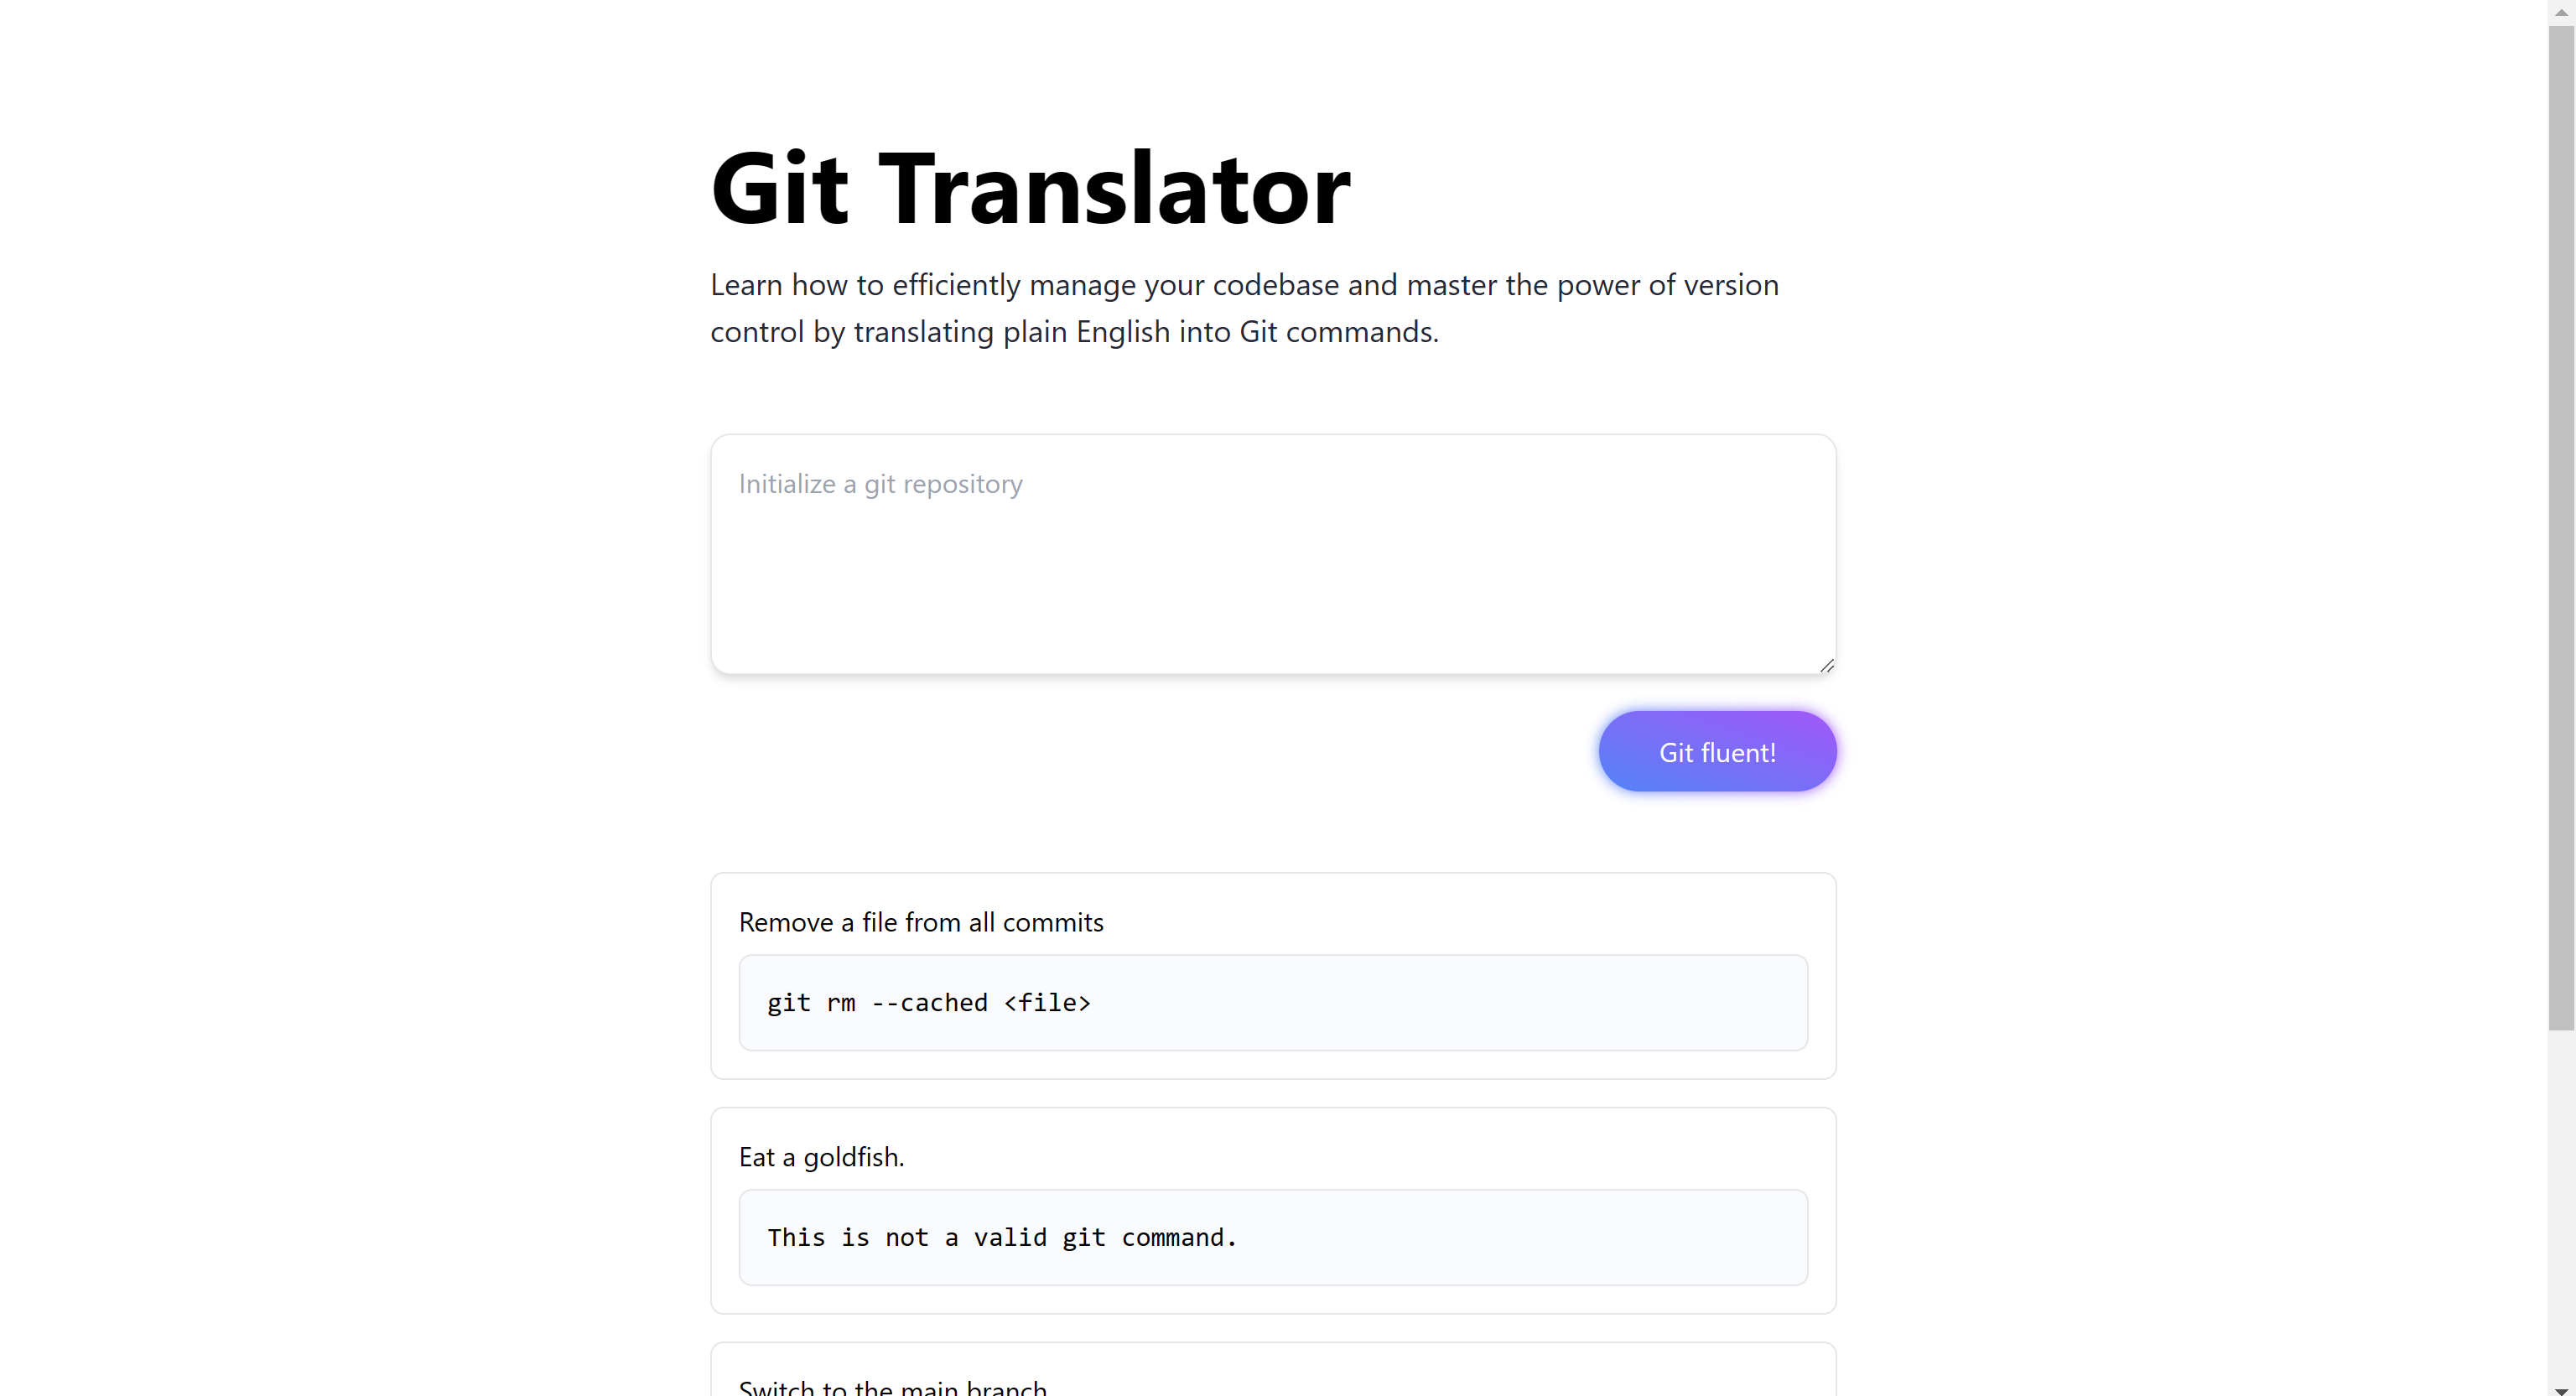 Git Translator
Learn how to efficiently manage your codebase and master the power of version
control by translating plain English into Git commands.
Initialize a git repository
Git fluent!
Remove a file from all commits
git rm --cached <file>
Eat a goldfish.
This is not a valid git command.
Switch to the main branch